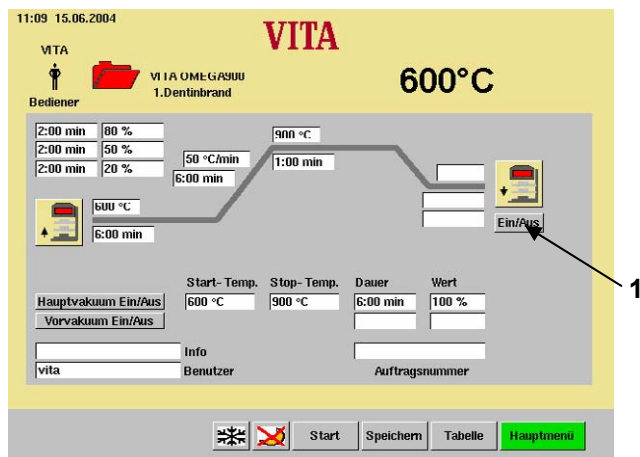 11:09 15.06.2004
VITA
VITA
600°C
VITA OMEGA900
1.Dentinbrand
Bediener
2:00 min 80 %
2:00 min 50 %
2:00 min 20 %
900 °C
50 °C/min
1:00 min
6:00 min
600 °C
6:00 min
Ein/Aus
1
Start- Temp. Stop- Temp. Dauer Wert
Hauptvakuum Ein/Aus 600 °C 900 °C 6:00 min 100 %
Vorvakuum Ein/Aus
Info
vita Benutzer Auftragsnummer
Start Speichern Tabelle Hauptmenü